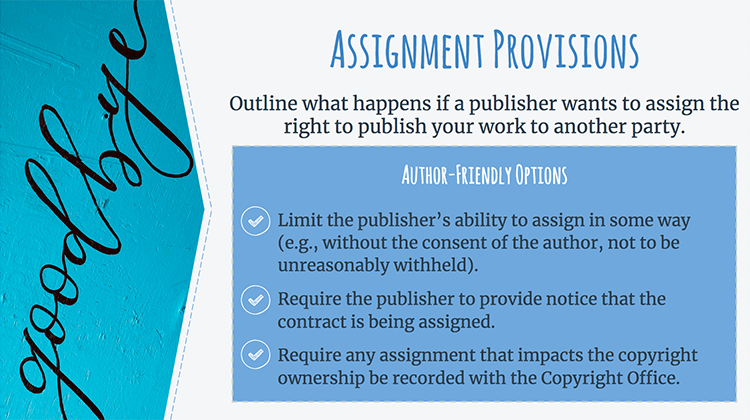 goodbye
Assignment Provisions
Outline what happens if a publisher wants to assign the
right to publish your work to another party.
Author-Friendly Options
Limit the publisher's ability to assign in some way
(e.g., without the consent of the author, not to be
unreasonably withheld).
Require the publisher to provide notice that the
contract is being assigned.
Require any assignment that impacts the copyright
ownership be recorded with the Copyright Office.